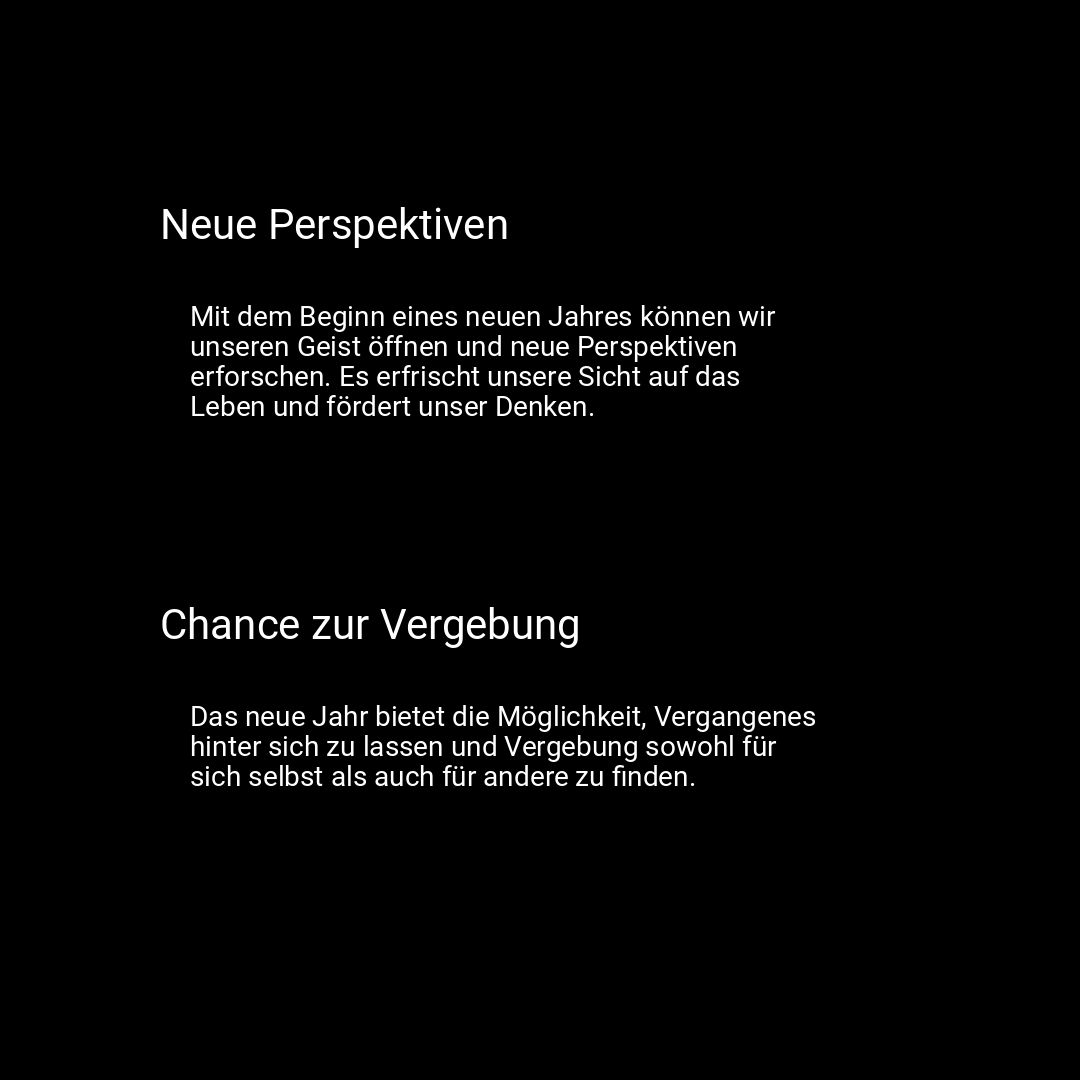 Neue Perspektiven
Mit dem Beginn eines neuen Jahres können wir
unseren Geist öffnen und neue Perspektiven
erforschen. Es erfrischt unsere Sicht auf das
Leben und fördert unser Denken.
Chance zur Vergebung
Das neue Jahr bietet die Möglichkeit, Vergangenes
hinter sich zu lassen und Vergebung sowohl für
sich selbst als auch für andere zu finden.